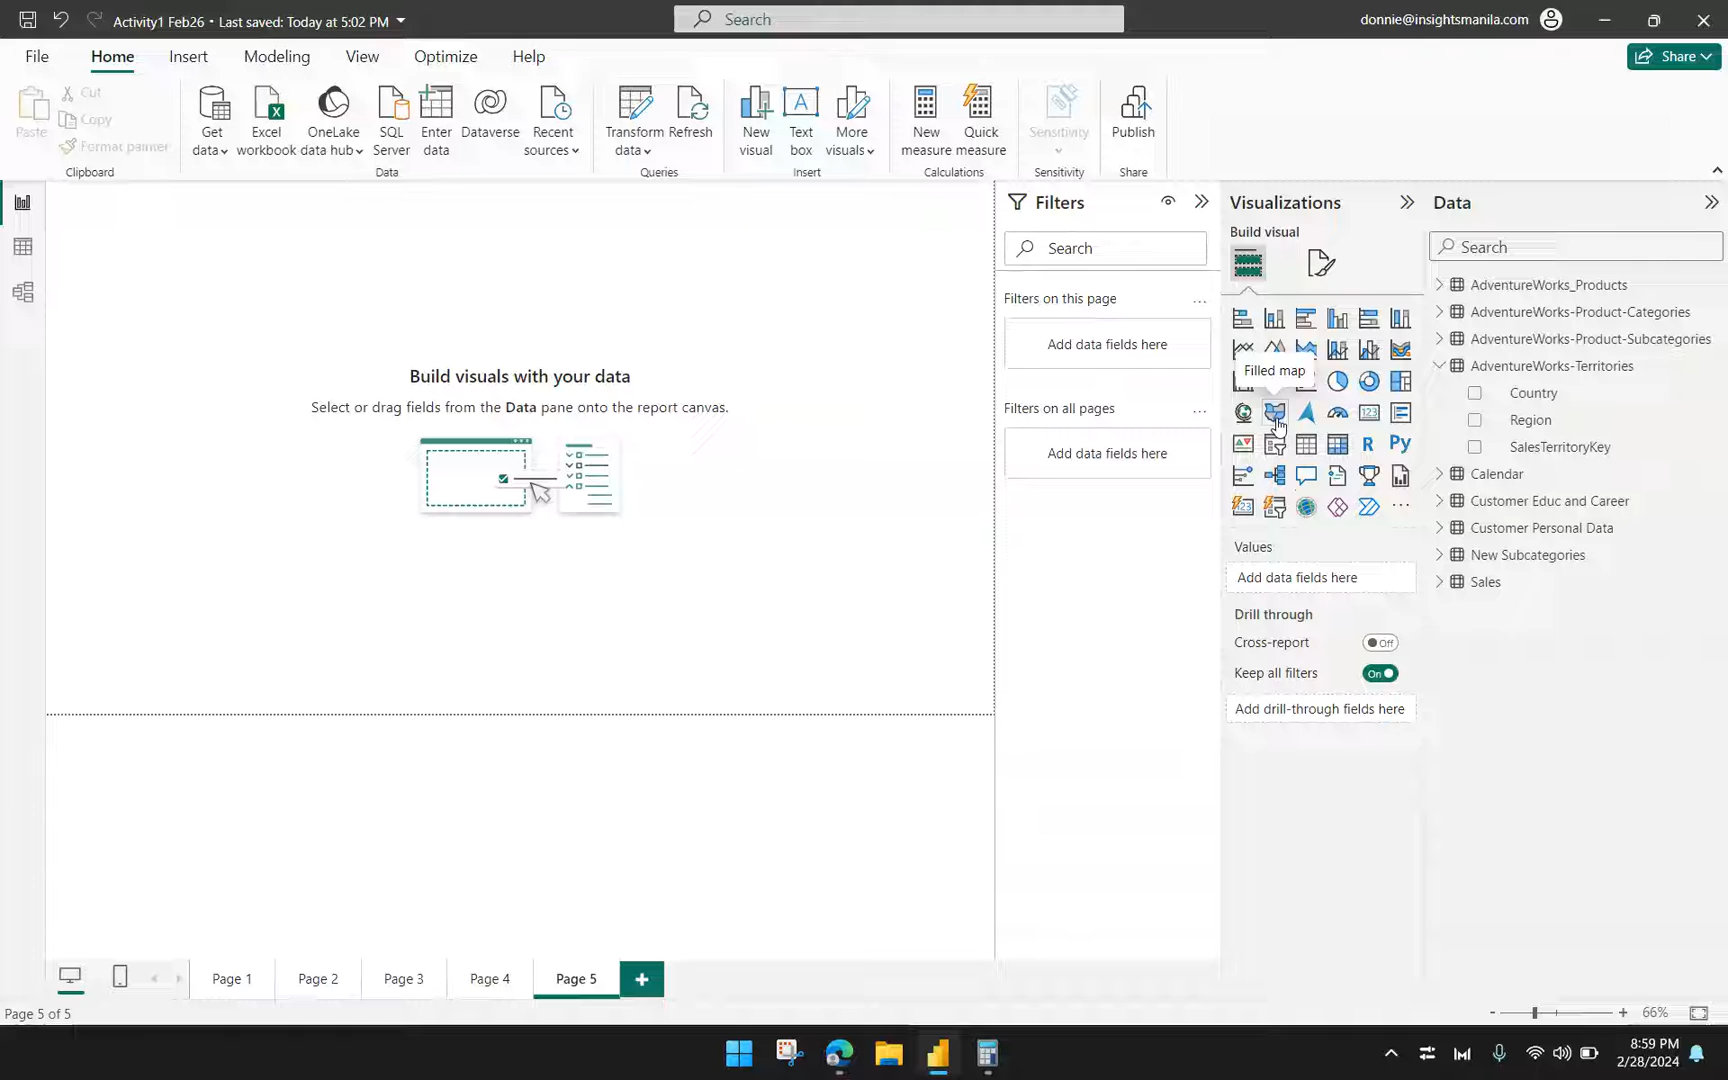 Activity1 Feb26 • Last saved: Today at 5:02 PM
Search
donnie@insightsmanila.com
File
Home
Insert
Modeling
View
Optimize
Help
Share
Paste
Cut
Copy
Format painter
Clipboard
Get
data
Excel
workbook
OneLake
data hub
SQL
Server
Enter
data
Dataverse
Recent
sources
Data
Transform
data
Refresh
Queries
New
visual
A
Text
box
More
visuals
Insert
New
measure
Quick
measure
Calculations
Sensitivity
Sensitivity
Publish
Share
Build visuals with your data
Select or drag fields from the Data pane onto the report canvas.
Filters
Search
Filters on this page
...
Add data fields here
Filters on all pages
...
Add data fields here
Visualizations
Build visual
Filled map
123
R
Py
123
...
Values
Add data fields here
Drill through
Cross-report
Off
Keep all filters
On
Add drill-through fields here
Data
Search
AdventureWorks_Products
AdventureWorks-Product-Categories
AdventureWorks-Product-Subcategories
AdventureWorks-Territories
Country
Region
SalesTerritoryKey
Calendar
Customer Educ and Career
Customer Personal Data
New Subcategories
Sales
Page 1
Page 2
Page 3
Page 4
Page 5
+
Page 5 of 5
- + 66%
8:59 PM
2/28/2024